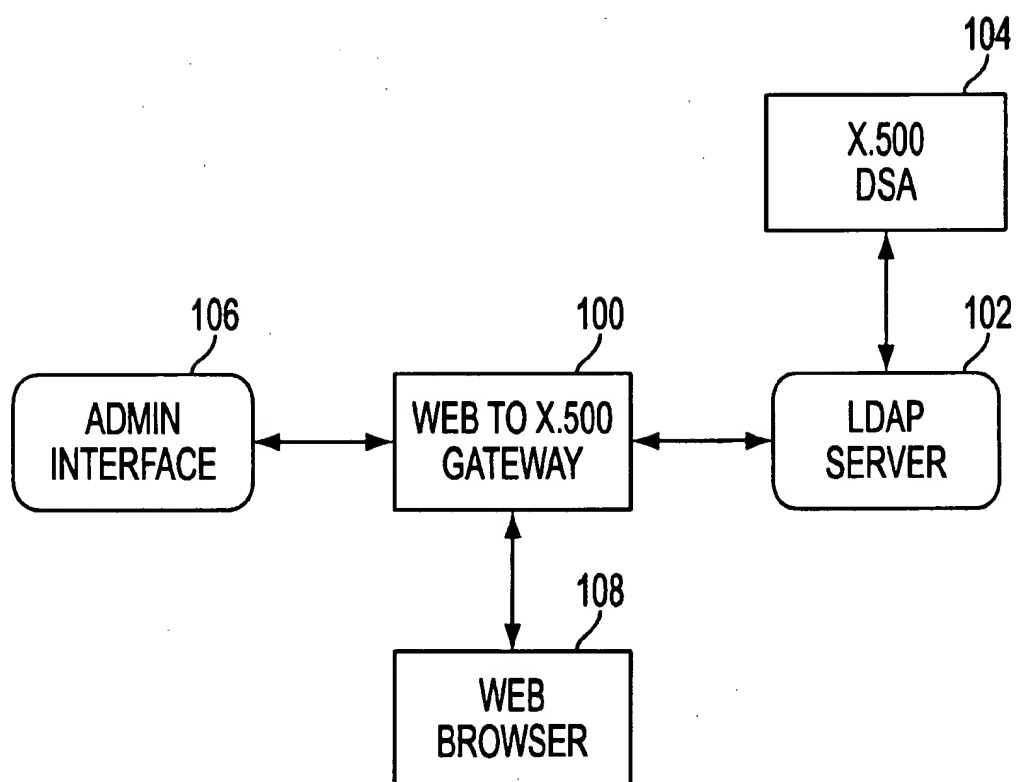 104
X.500
DSA
106
100
102
ADMIN
INTERFACE
WEB TO X.500
GATEWAY
LDAP
SERVER
108
WEB
BROWSER